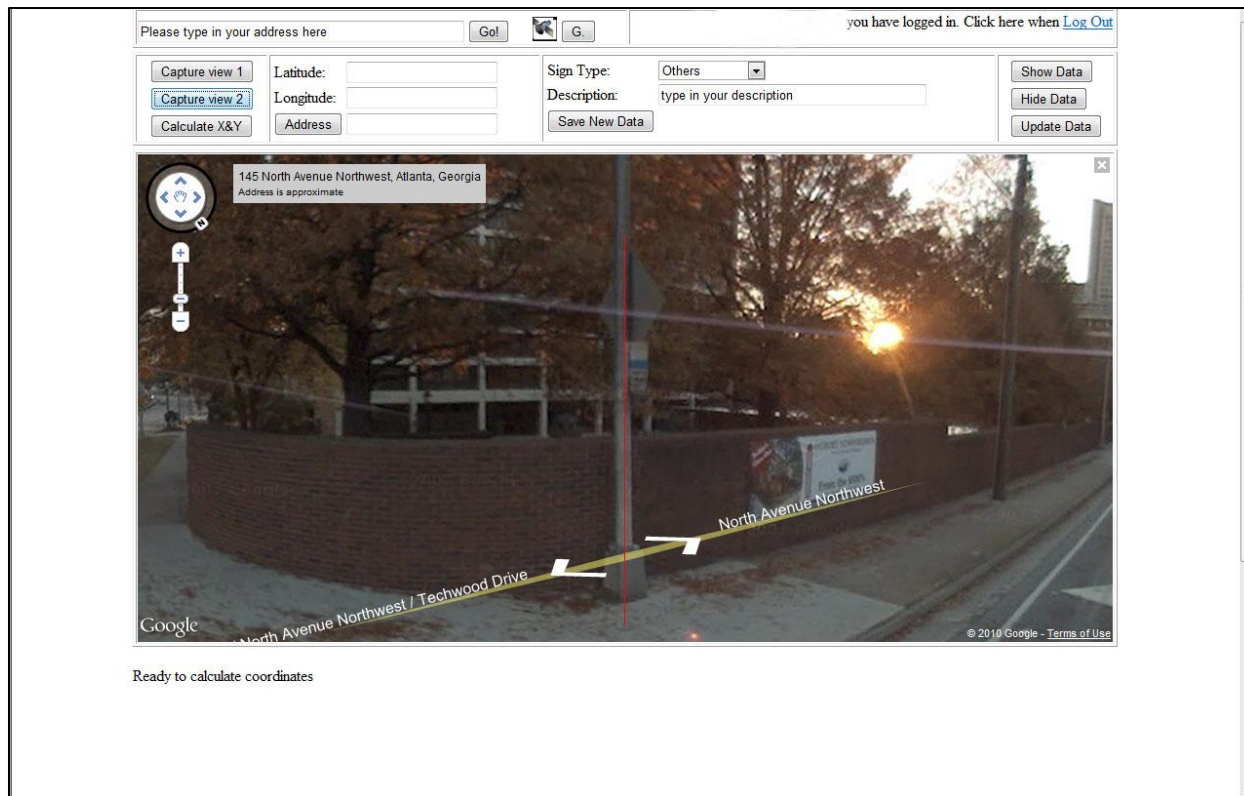 Please type in your address here
Go!
G.
you have logged in. Click here when Log Out
Capture view 1
Latitude:
Sign Type:
Others
Show Data
Capture view 2
Longitude:
Description:
type in your description
Hide Data
Calculate X&Y
Address
Save New Data
Update Data
145 North Avenue Northwest, Atlanta, Georgia
Address is approximate
N
North Avenue Northwest
North Avenue Northwest / Techwood Drive
Google
© 2010 Google - Terms of Use
Ready to calculate coordinates